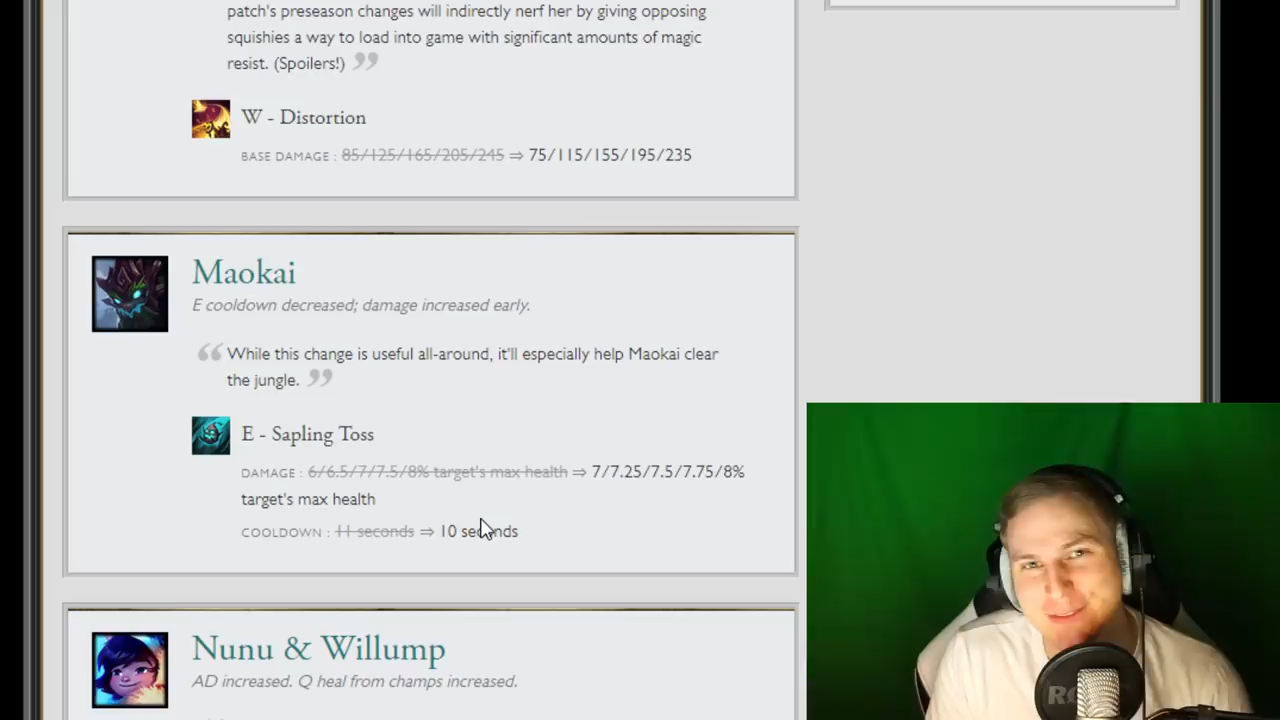 patch's preseason changes will indirectly nerf her by giving opposing
squishies a way to load into game with significant amounts of magic
resist. (Spoilers!) ”
W - Distortion
BASE DAMAGE : 85/125/165/205/245 ⇒ 75/115/155/195/235
Maokai
E cooldown decreased; damage increased early.
“ While this change is useful all-around, it'll especially help Maokai clear
the jungle. ”
E - Sapling Toss
DAMAGE : 6/6.5/7/7.5/8% target's max health ⇒ 7/7.25/7.5/7.75/8%
target's max health
COOLDOWN : 11 seconds ⇒ 10 seconds
Nunu & Willump
AD increased. Q heal from champs increased.